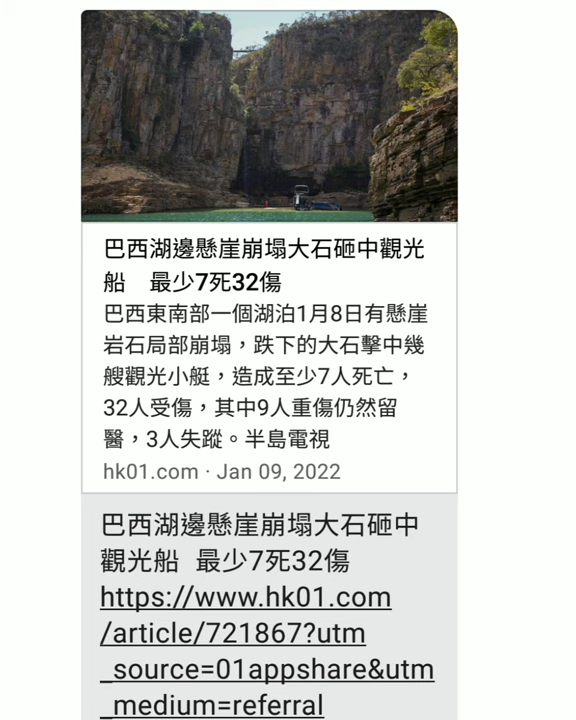 巴西湖邊懸崖崩塌大石砸中觀光
船　最少7死32傷
巴西東南部一個湖泊1月8日有懸崖
岩石局部崩塌，跌下的大石擊中幾
艘觀光小艇，造成至少7人死亡，
32人受傷，其中9人重傷仍然留
醫，3人失蹤。半島電視
hk01.com · Jan 09, 2022
巴西湖邊懸崖崩塌大石砸中
觀光船  最少7死32傷
https://www.hk01.com
/article/721867?utm
_source=01appshare&utm
_medium=referral